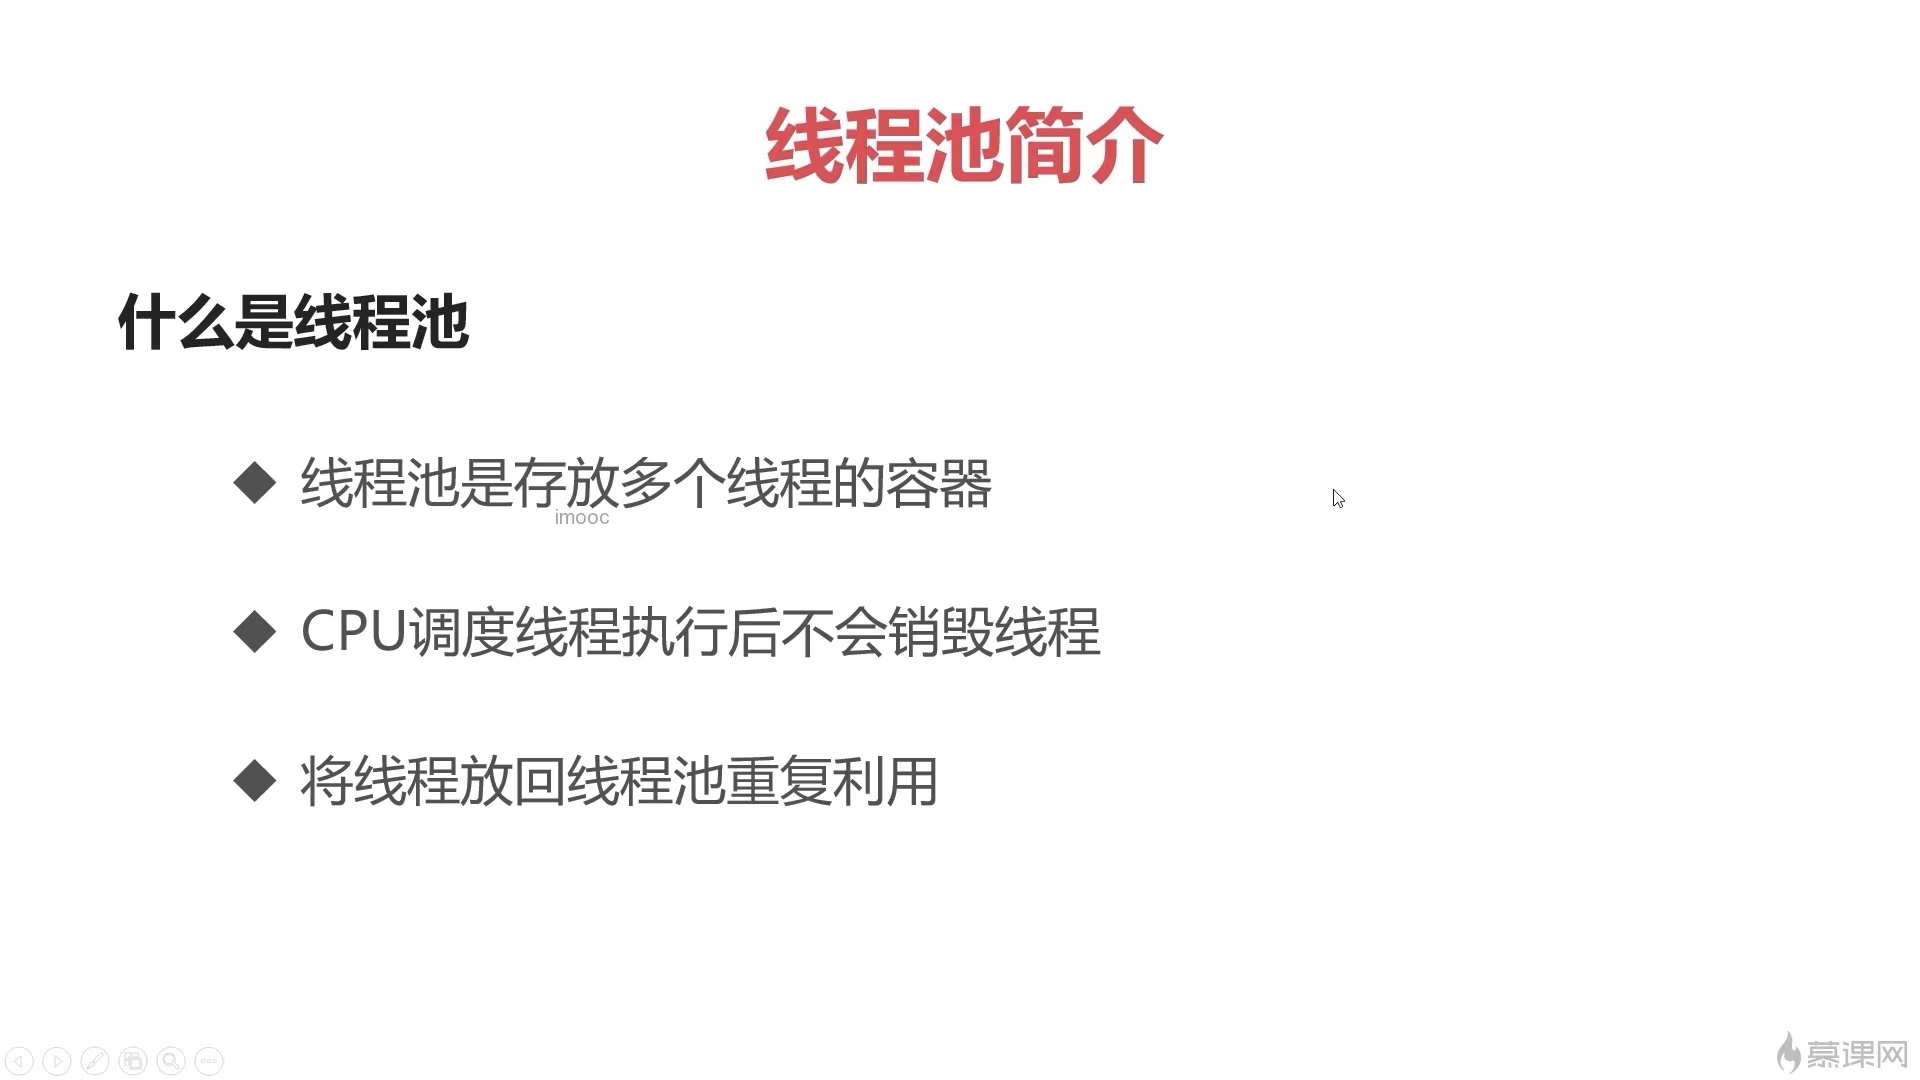 线程池简介
什么是线程池
◆ 线程池是存放多个线程的容器
imooc
◆ CPU调度线程执行后不会销毁线程
◆ 将线程放回线程池重复利用
慕课网